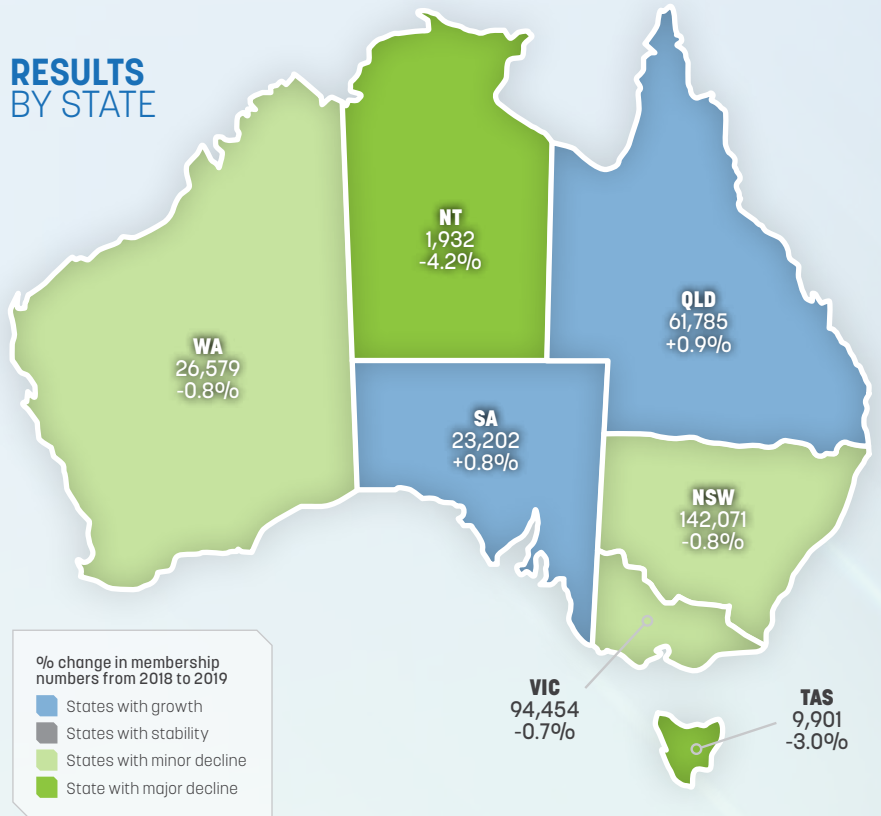 RESULTS
BY STATE
NT
1,932
-4.2%
QLD
61,785
+0.9%
WA
26,579
-0.8%
SA
23,202
+0.8%
NSW
142,071
-0.8%
VIC
94,454
-0.7%
TAS
9,901
-3.0%
% change in membership
numbers from 2018 to 2019
States with growth
States with stability
States with minor decline
State with major decline